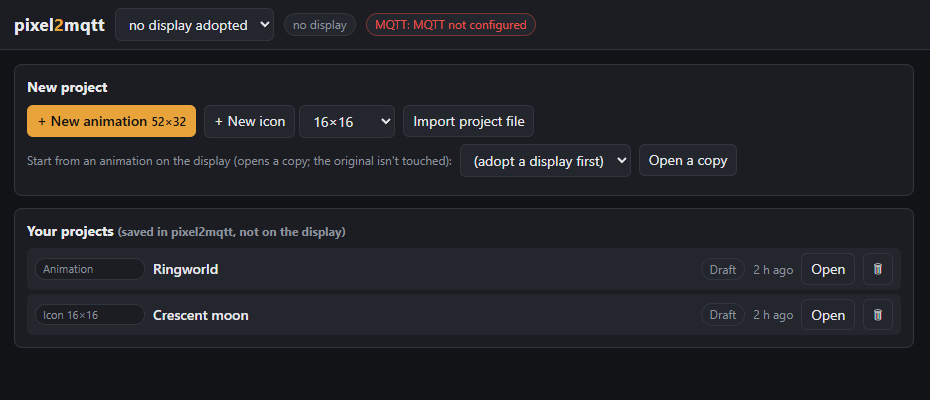 pixel2mqtt no display adopted no display MQTT: MQTT not configured
New project
+ New animation 52×32 + New icon 16×16 Import project file
Start from an animation on the display (opens a copy; the original isn't touched): (adopt a display first) Open a copy
Your projects (saved in pixel2mqtt, not on the display)
Animation Ringworld Draft 2 h ago Open
Icon 16×16 Crescent moon Draft 2 h ago Open